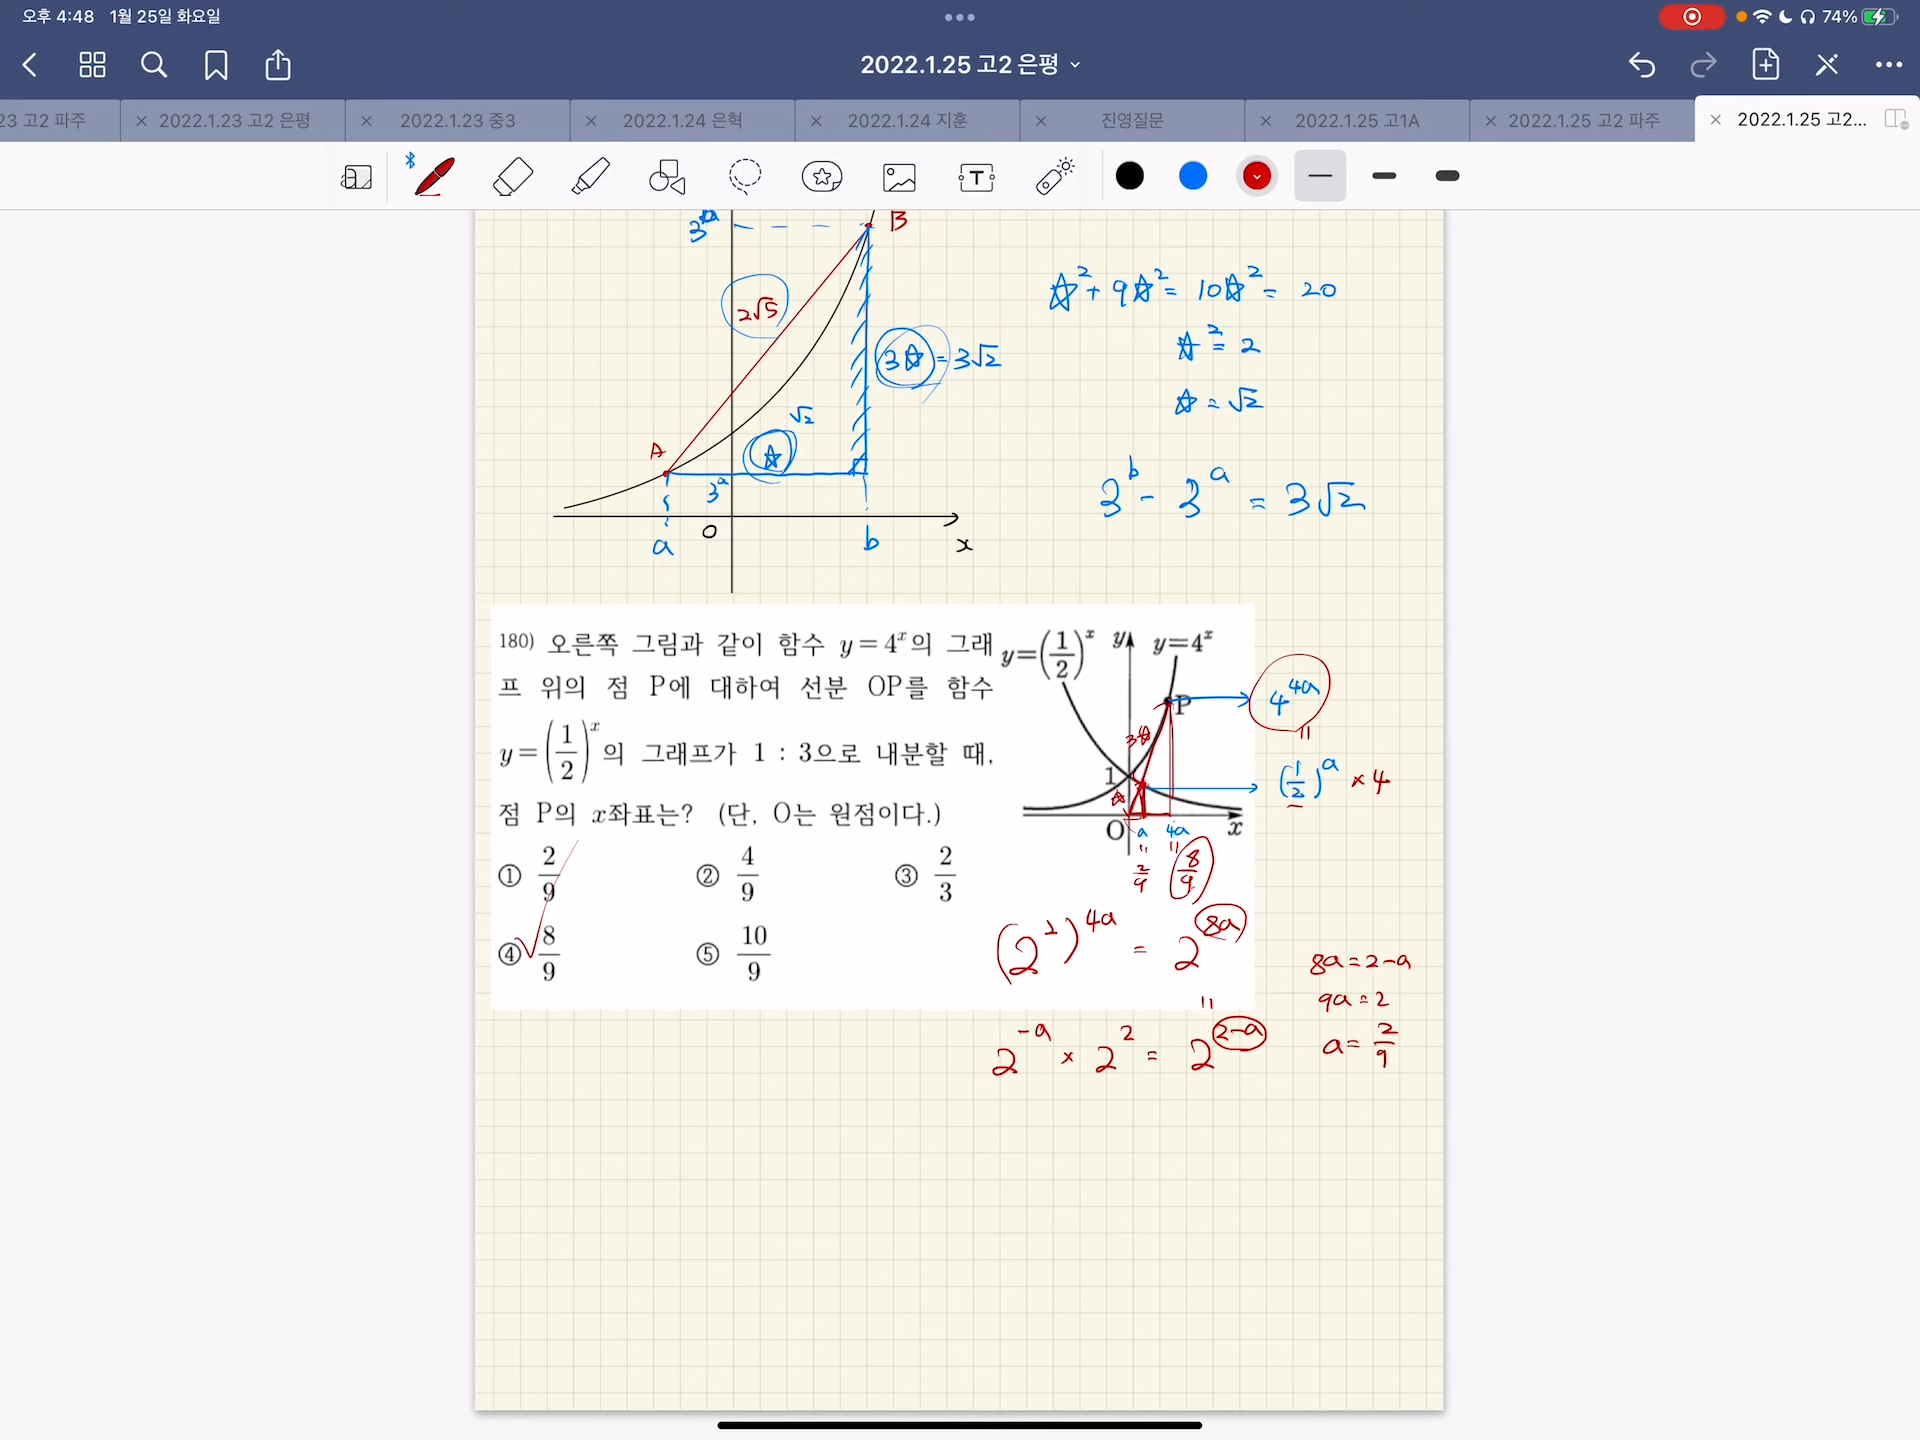 오후 4:48 1월 25일 화요일
74%
2022.1.25 고2 은평
23 고2 파주
2022.1.23 고2 은평
2022.1.23 중3
2022.1.24 은혁
2022.1.24 지훈
진영질문
2022.1.25 고1A
2022.1.25 고2 파주
2022.1.25 고2...
B
2√5
3☆ = 3√2
√2
☆
A
3^a
O
a
b
x
☆² + 9☆² = 10☆² = 20
☆² = 2
☆ = √2
3^b - 3^a = 3√2
180) 오른쪽 그림과 같이 함수 y=4^x의 그래
프 위의 점 P에 대하여 선분 OP를 함수
y=(1/2)^x의 그래프가 1 : 3으로 내분할 때,
점 P의 x좌표는? (단, O는 원점이다.)
① 2/9 ② 4/9 ③ 2/3
④ 8/9 ⑤ 10/9
y=(1/2)^x y y=4^x
P
3☆
1
☆
O
x
a 4a
= =
2/9 8/9
4^4a
=
(1/2)^a × 4
(2²)^4a = 2^8a
=
2^-a × 2² = 2^2-a
8a=2-a
9a=2
a=2/9